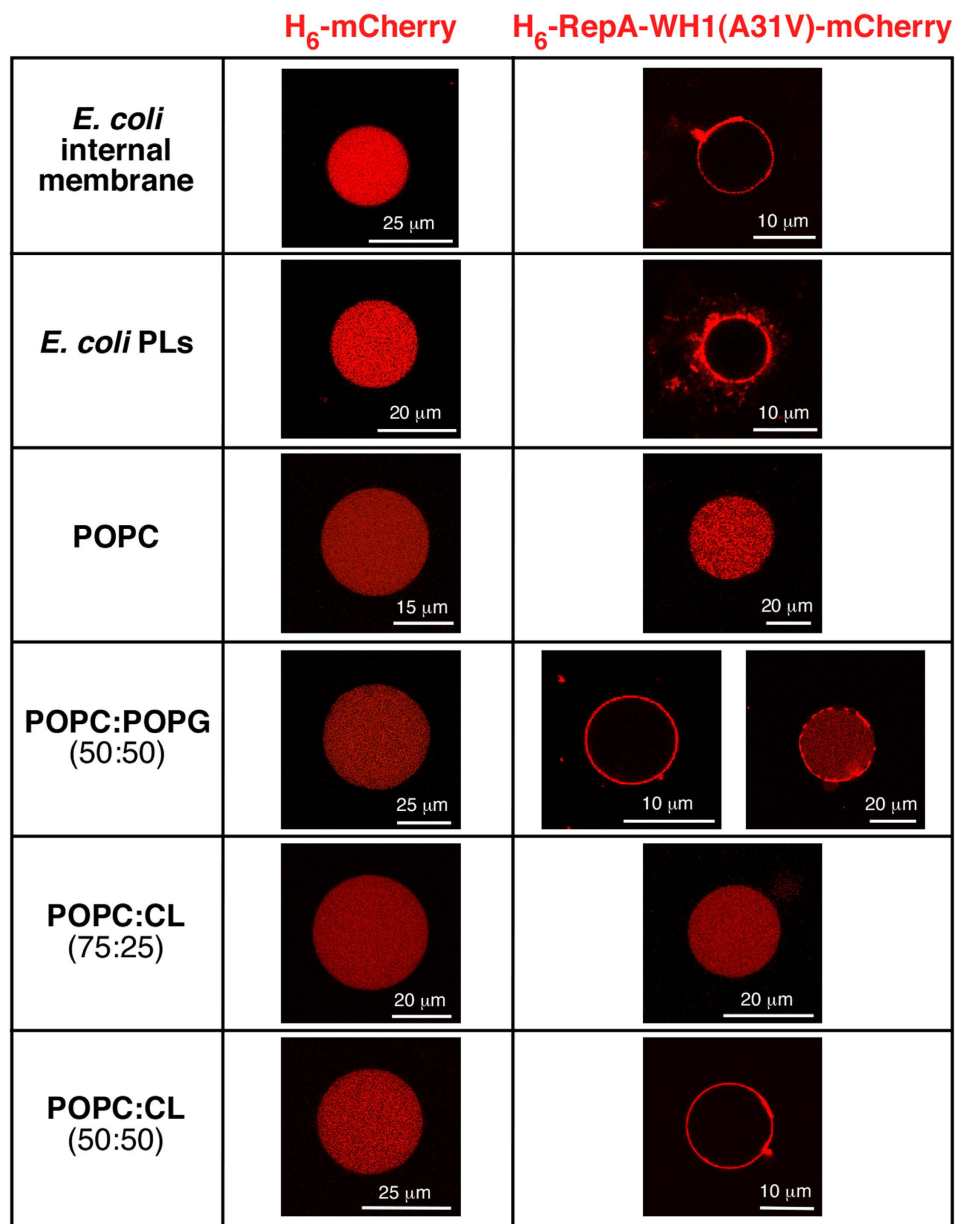 H6-mCherry H6-RepA-WH1(A31V)-mCherry
E. coli
internal
membrane
25 μm
10 μm
E. coli PLs
20 μm
10 μm
POPC
15 μm
20 μm
POPC:POPG
(50:50)
25 μm
10 μm
20 μm
POPC:CL
(75:25)
20 μm
20 μm
POPC:CL
(50:50)
25 μm
10 μm